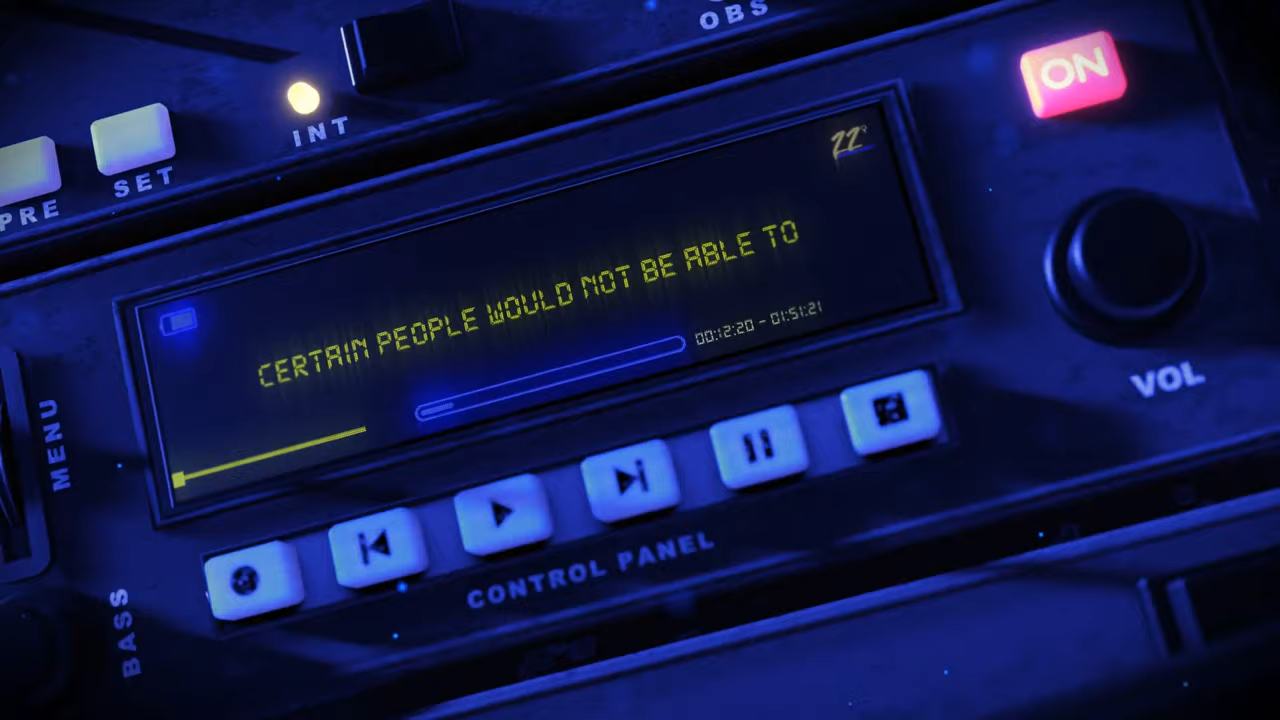 OBS
ON
INT
SET
PRE
22
CERTAIN PEOPLE WOULD NOT BE ABLE TO
00:12:20 - 01:51:21
VOL
MENU
CONTROL PANEL
BASS